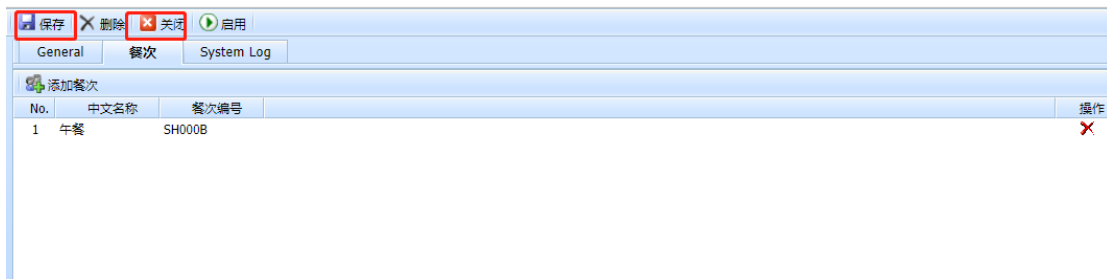 保存 删除 关闭 启用
General 餐次 System Log
添加餐次
No. 中文名称 餐次编号 操作
1 午餐 SH000B